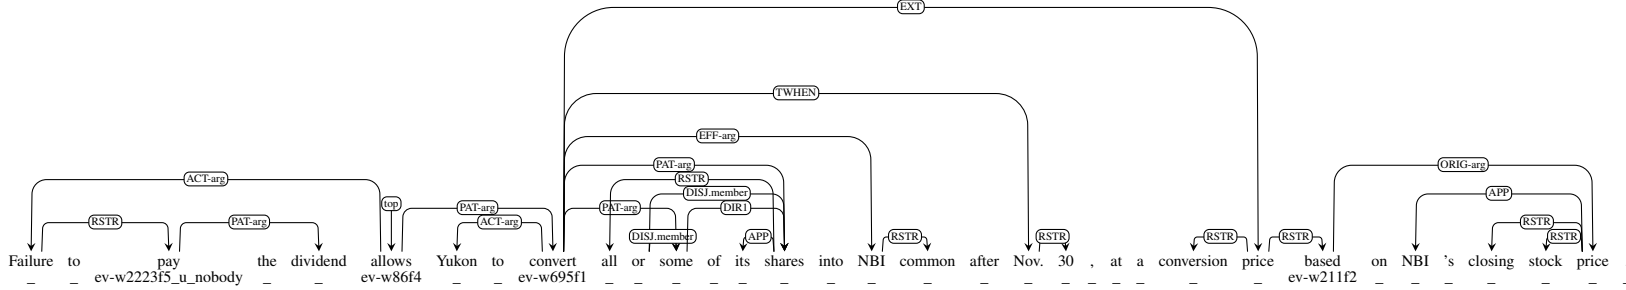 EXT
TWHEN
EFF-arg
PAT-arg ORIG-arg
ACT-arg RSTR
DISJ.member APP
top
PAT-arg PAT-arg DIR1
RSTR PAT-arg ACT-arg RSTR
DISJ.member APP RSTR RSTR RSTR RSTR RSTR
Failure to pay the dividend allows Yukon to convert all or some of its shares into NBI common after Nov. 30 , at a conversion price based on NBI 's closing stock price
_ _ ev-w2223f5_u_nobody _ _ ev-w86f4 _ _ ev-w695f1 _ _ _ _ _ _ _ _ _ _ _ _ _ _ _ _ _ ev-w211f2 _ _ _ _ _ _